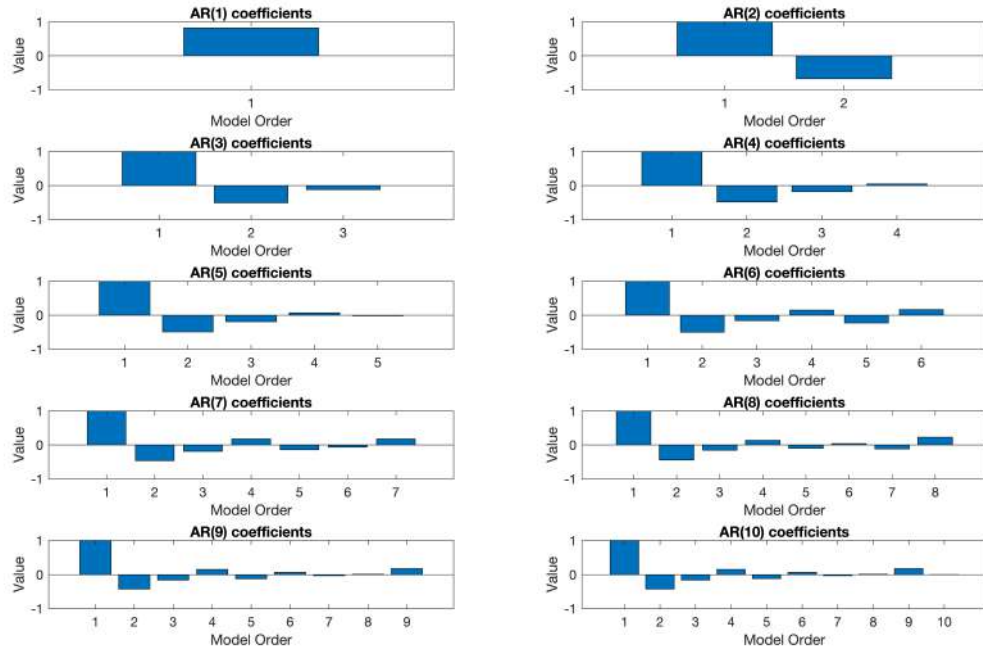 AR(1) coefficients
1
0
-1
Value
1
Model Order
AR(2) coefficients
1
0
-1
Value
1 2
Model Order
AR(3) coefficients
1
0
-1
Value
1 2 3
Model Order
AR(4) coefficients
1
0
-1
Value
1 2 3 4
Model Order
AR(5) coefficients
1
0
-1
Value
1 2 3 4 5
Model Order
AR(6) coefficients
1
0
-1
Value
1 2 3 4 5 6
Model Order
AR(7) coefficients
1
0
-1
Value
1 2 3 4 5 6 7
Model Order
AR(8) coefficients
1
0
-1
Value
1 2 3 4 5 6 7 8
Model Order
AR(9) coefficients
1
0
-1
Value
1 2 3 4 5 6 7 8 9
Model Order
AR(10) coefficients
1
0
-1
Value
1 2 3 4 5 6 7 8 9 10
Model Order